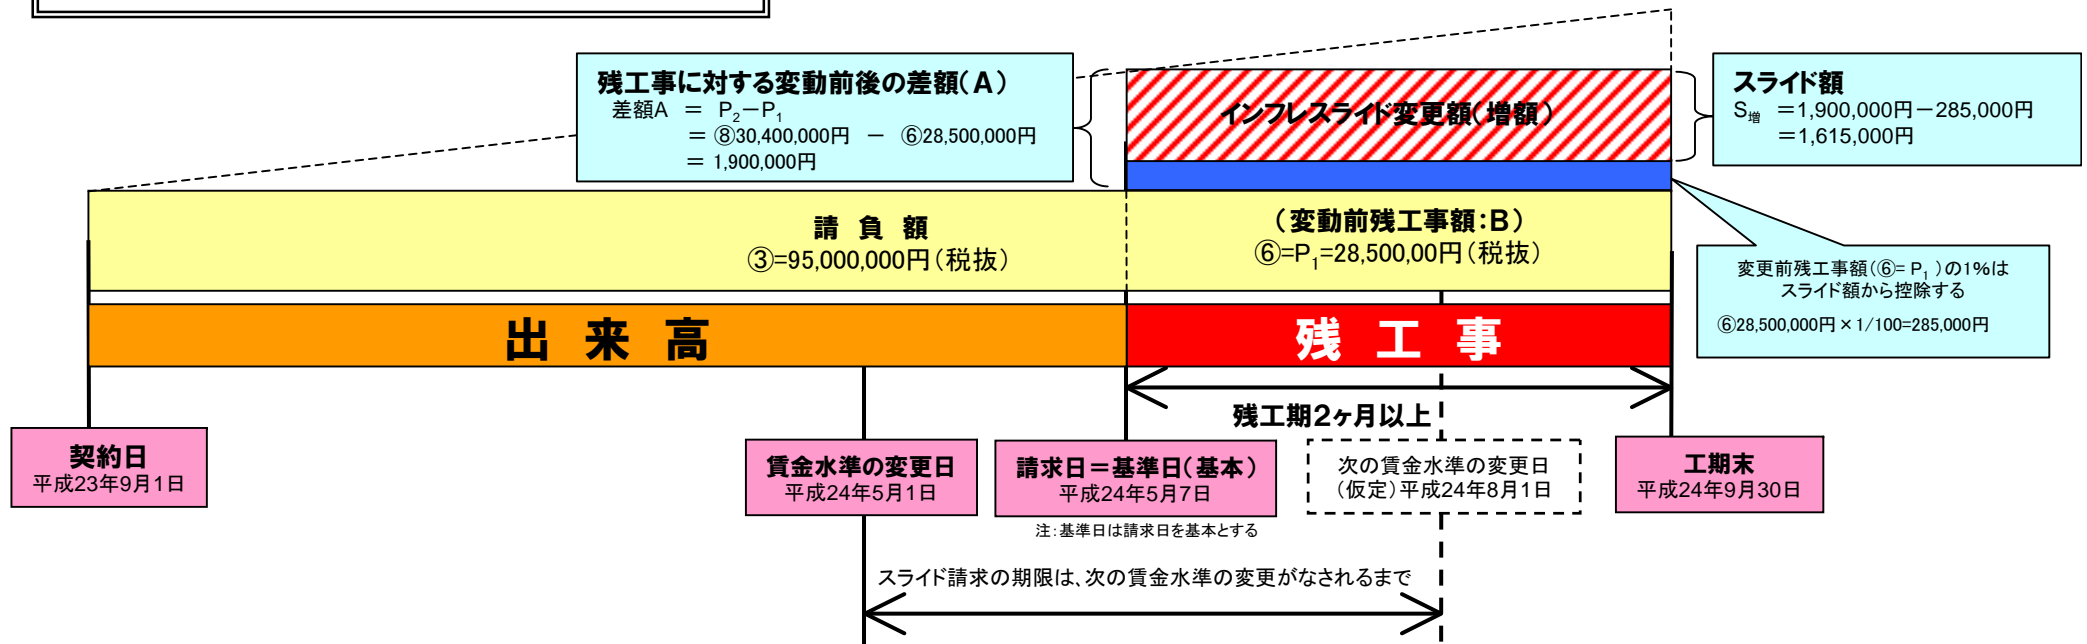 残工事に対する変動前後の差額(A)
差額A ＝ P₂－P₁
＝ ⑧30,400,000円 － ⑥28,500,000円
＝ 1,900,000円
インフレスライド変更額(増額)
スライド額
S増 ＝1,900,000円－285,000円
＝1,615,000円
請 負 額
③=95,000,000円(税抜)
(変動前残工事額:B)
⑥=P₁=28,500,00円(税抜)
変更前残工事額(⑥= P₁ )の1%は
スライド額から控除する
⑥28,500,000円×1/100=285,000円
出 来 高
残 工 事
残工期2ヶ月以上
契約日
平成23年9月1日
賃金水準の変更日
平成24年5月1日
請求日＝基準日(基本)
平成24年5月7日
注:基準日は請求日を基本とする
次の賃金水準の変更日
(仮定)平成24年8月1日
工期末
平成24年9月30日
スライド請求の期限は、次の賃金水準の変更がなされるまで